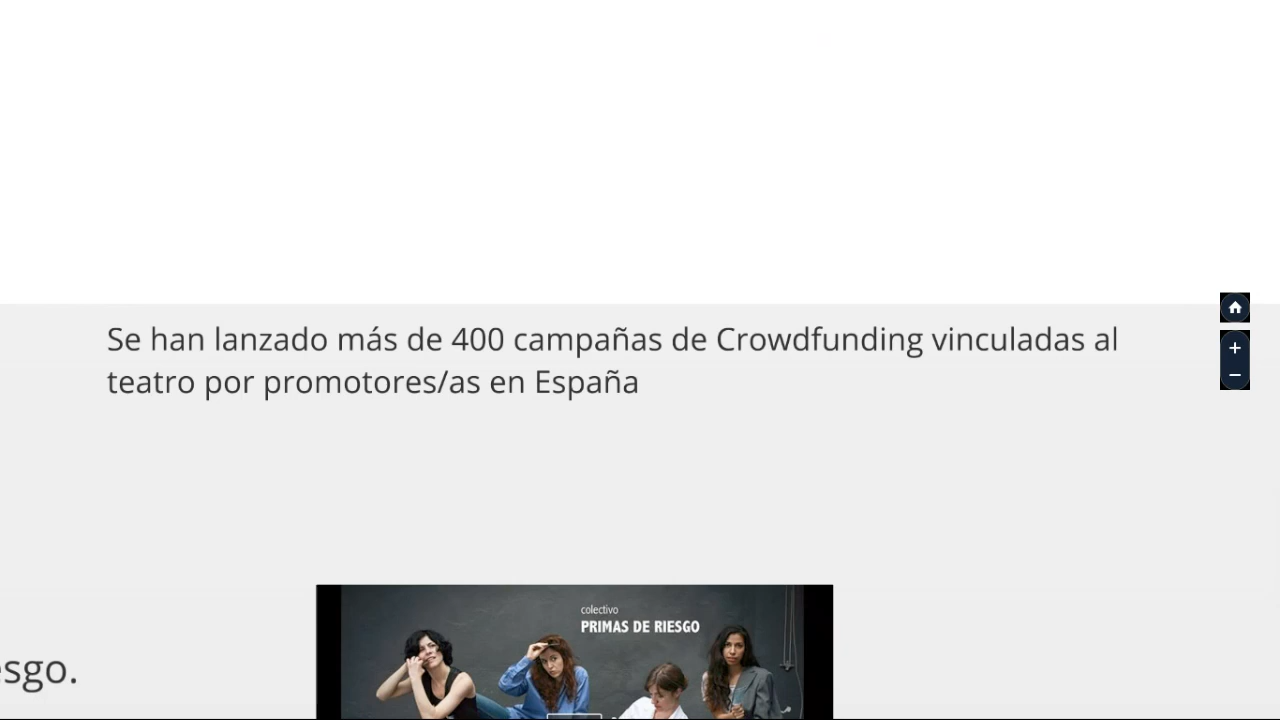 Se han lanzado más de 400 campañas de Crowdfunding vinculadas al
teatro por promotores/as en España
colectivo
PRIMAS DE RIESGO
esgo.